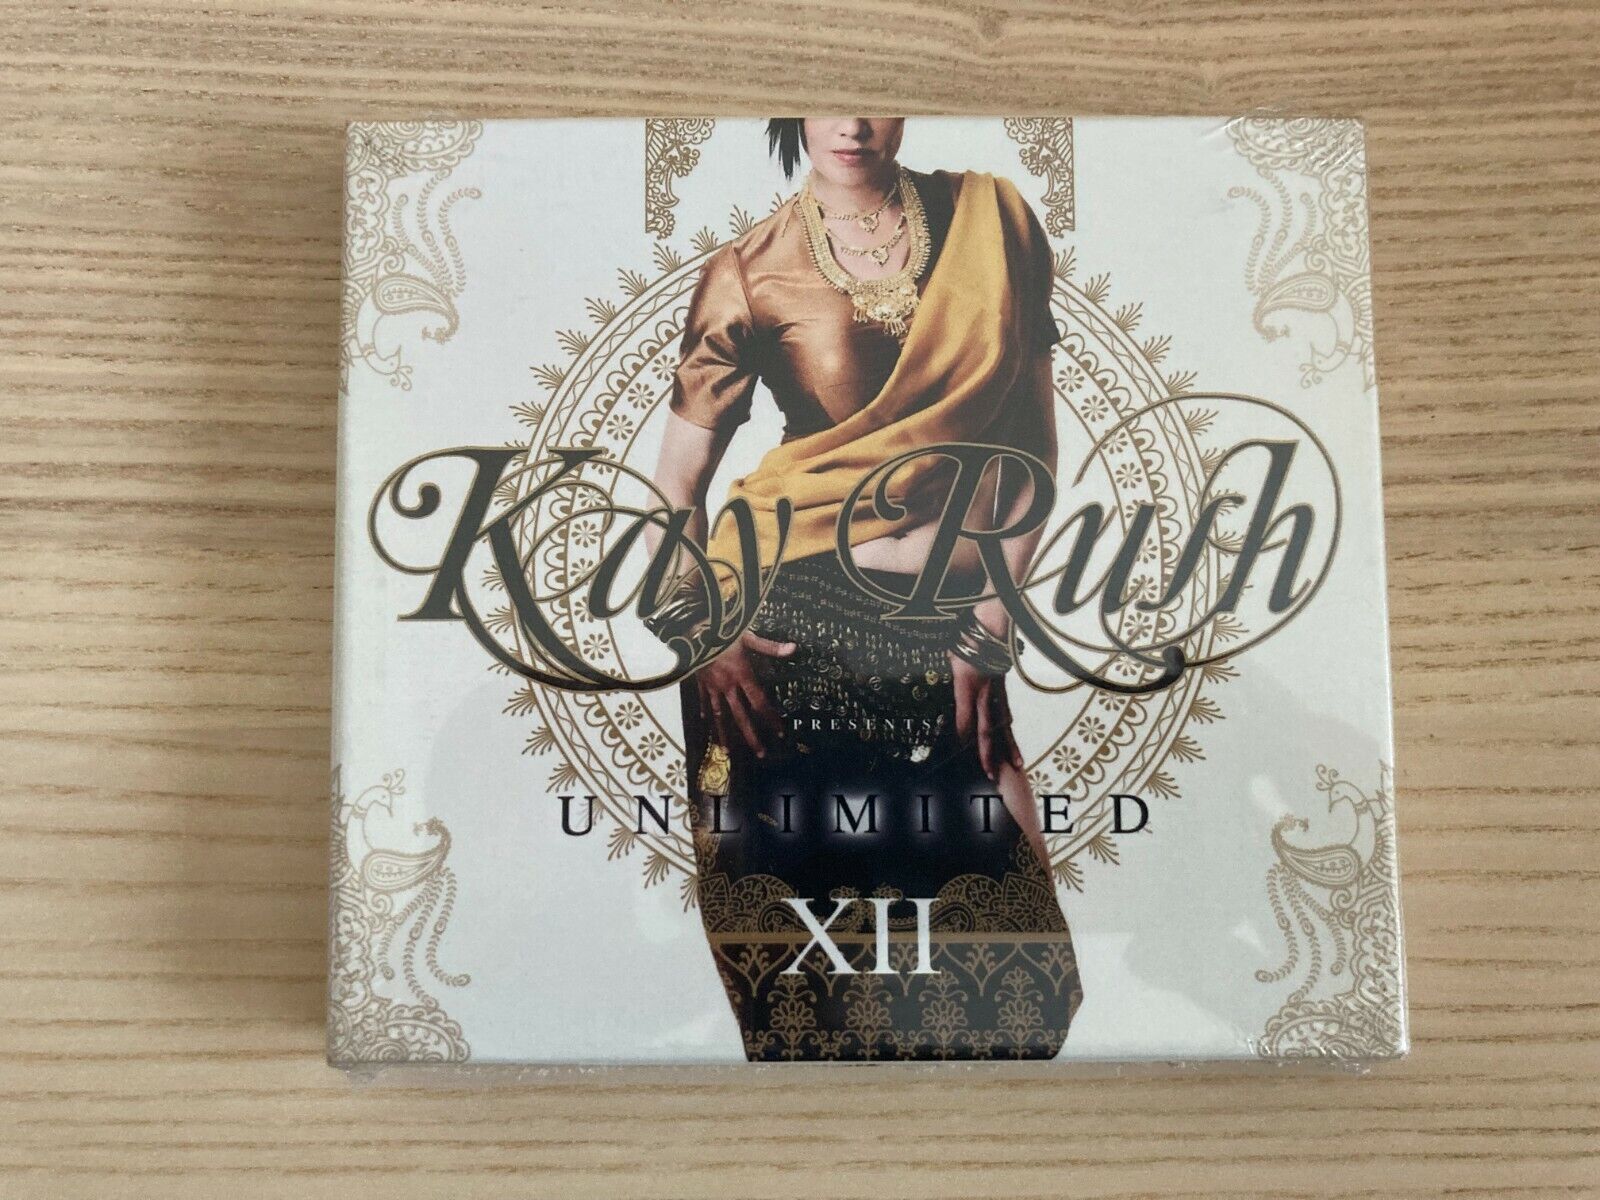 Kay Rush
PRESENTS
UNLIMITED
XII